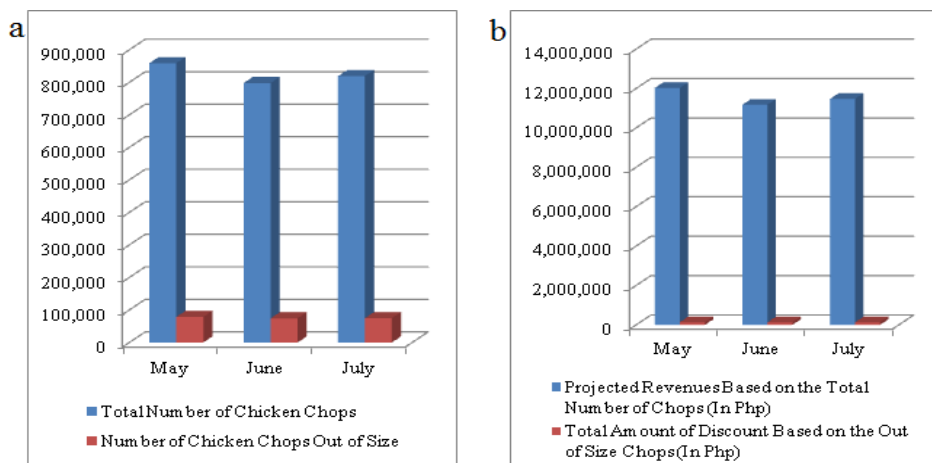 a
900,000
800,000
700,000
600,000
500,000
400,000
300,000
200,000
100,000
0
May June July
Total Number of Chicken Chops
Number of Chicken Chops Out of Size
b
14,000,000
12,000,000
10,000,000
8,000,000
6,000,000
4,000,000
2,000,000
0
May June July
Projected Revenues Based on the Total
Number of Chops (In Php)
Total Amount of Discount Based on the Out
of Size Chops (In Php)